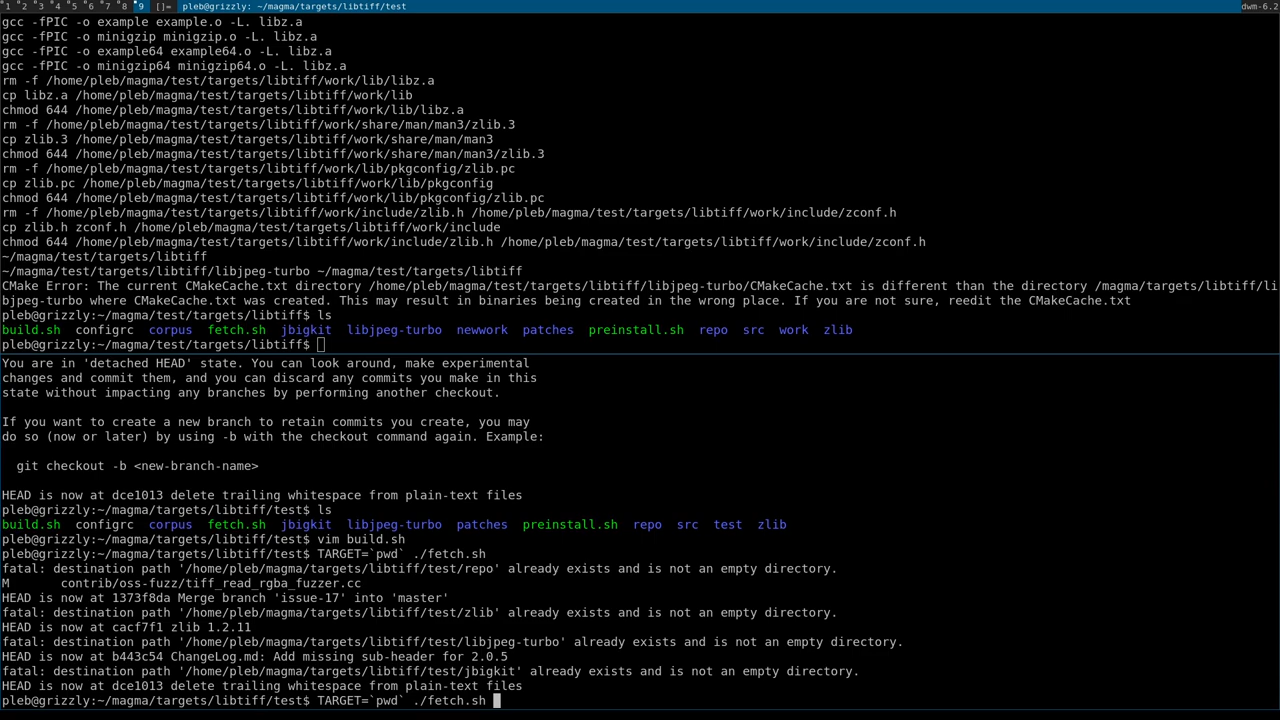 1 2 3 4 5 6 7 8 9 []= pleb@grizzly: ~/magma/targets/libtiff/test dwm-6.2
gcc -fPIC -o example example.o -L. libz.a
gcc -fPIC -o minigzip minigzip.o -L. libz.a
gcc -fPIC -o example64 example64.o -L. libz.a
gcc -fPIC -o minigzip64 minigzip64.o -L. libz.a
rm -f /home/pleb/magma/test/targets/libtiff/work/lib/libz.a
cp libz.a /home/pleb/magma/test/targets/libtiff/work/lib
chmod 644 /home/pleb/magma/test/targets/libtiff/work/lib/libz.a
rm -f /home/pleb/magma/test/targets/libtiff/work/share/man/man3/zlib.3
cp zlib.3 /home/pleb/magma/test/targets/libtiff/work/share/man/man3
chmod 644 /home/pleb/magma/test/targets/libtiff/work/share/man/man3/zlib.3
rm -f /home/pleb/magma/test/targets/libtiff/work/lib/pkgconfig/zlib.pc
cp zlib.pc /home/pleb/magma/test/targets/libtiff/work/lib/pkgconfig
chmod 644 /home/pleb/magma/test/targets/libtiff/work/lib/pkgconfig/zlib.pc
rm -f /home/pleb/magma/test/targets/libtiff/work/include/zlib.h /home/pleb/magma/test/targets/libtiff/work/include/zconf.h
cp zlib.h zconf.h /home/pleb/magma/test/targets/libtiff/work/include
chmod 644 /home/pleb/magma/test/targets/libtiff/work/include/zlib.h /home/pleb/magma/test/targets/libtiff/work/include/zconf.h
~/magma/test/targets/libtiff
~/magma/test/targets/libtiff/libjpeg-turbo ~/magma/test/targets/libtiff
CMake Error: The current CMakeCache.txt directory /home/pleb/magma/test/targets/libtiff/libjpeg-turbo/CMakeCache.txt is different than the directory /magma/targets/libtiff/li
bjpeg-turbo where CMakeCache.txt was created. This may result in binaries being created in the wrong place. If you are not sure, reedit the CMakeCache.txt
pleb@grizzly:~/magma/test/targets/libtiff$ ls
build.sh configrc corpus fetch.sh jbigkit libjpeg-turbo newwork patches preinstall.sh repo src work zlib
pleb@grizzly:~/magma/test/targets/libtiff$
You are in 'detached HEAD' state. You can look around, make experimental
changes and commit them, and you can discard any commits you make in this
state without impacting any branches by performing another checkout.
If you want to create a new branch to retain commits you create, you may
do so (now or later) by using -b with the checkout command again. Example:
git checkout -b <new-branch-name>
HEAD is now at dce1013 delete trailing whitespace from plain-text files
pleb@grizzly:~/magma/targets/libtiff/test$ ls
build.sh configrc corpus fetch.sh jbigkit libjpeg-turbo patches preinstall.sh repo src test zlib
pleb@grizzly:~/magma/targets/libtiff/test$ vim build.sh
pleb@grizzly:~/magma/targets/libtiff/test$ TARGET=`pwd` ./fetch.sh
fatal: destination path '/home/pleb/magma/targets/libtiff/test/repo' already exists and is not an empty directory.
M contrib/oss-fuzz/tiff_read_rgba_fuzzer.cc
HEAD is now at 1373f8da Merge branch 'issue-17' into 'master'
fatal: destination path '/home/pleb/magma/targets/libtiff/test/zlib' already exists and is not an empty directory.
HEAD is now at cacf7f1 zlib 1.2.11
fatal: destination path '/home/pleb/magma/targets/libtiff/test/libjpeg-turbo' already exists and is not an empty directory.
HEAD is now at b443c54 ChangeLog.md: Add missing sub-header for 2.0.5
fatal: destination path '/home/pleb/magma/targets/libtiff/test/jbigkit' already exists and is not an empty directory.
HEAD is now at dce1013 delete trailing whitespace from plain-text files
pleb@grizzly:~/magma/targets/libtiff/test$ TARGET=`pwd` ./fetch.sh